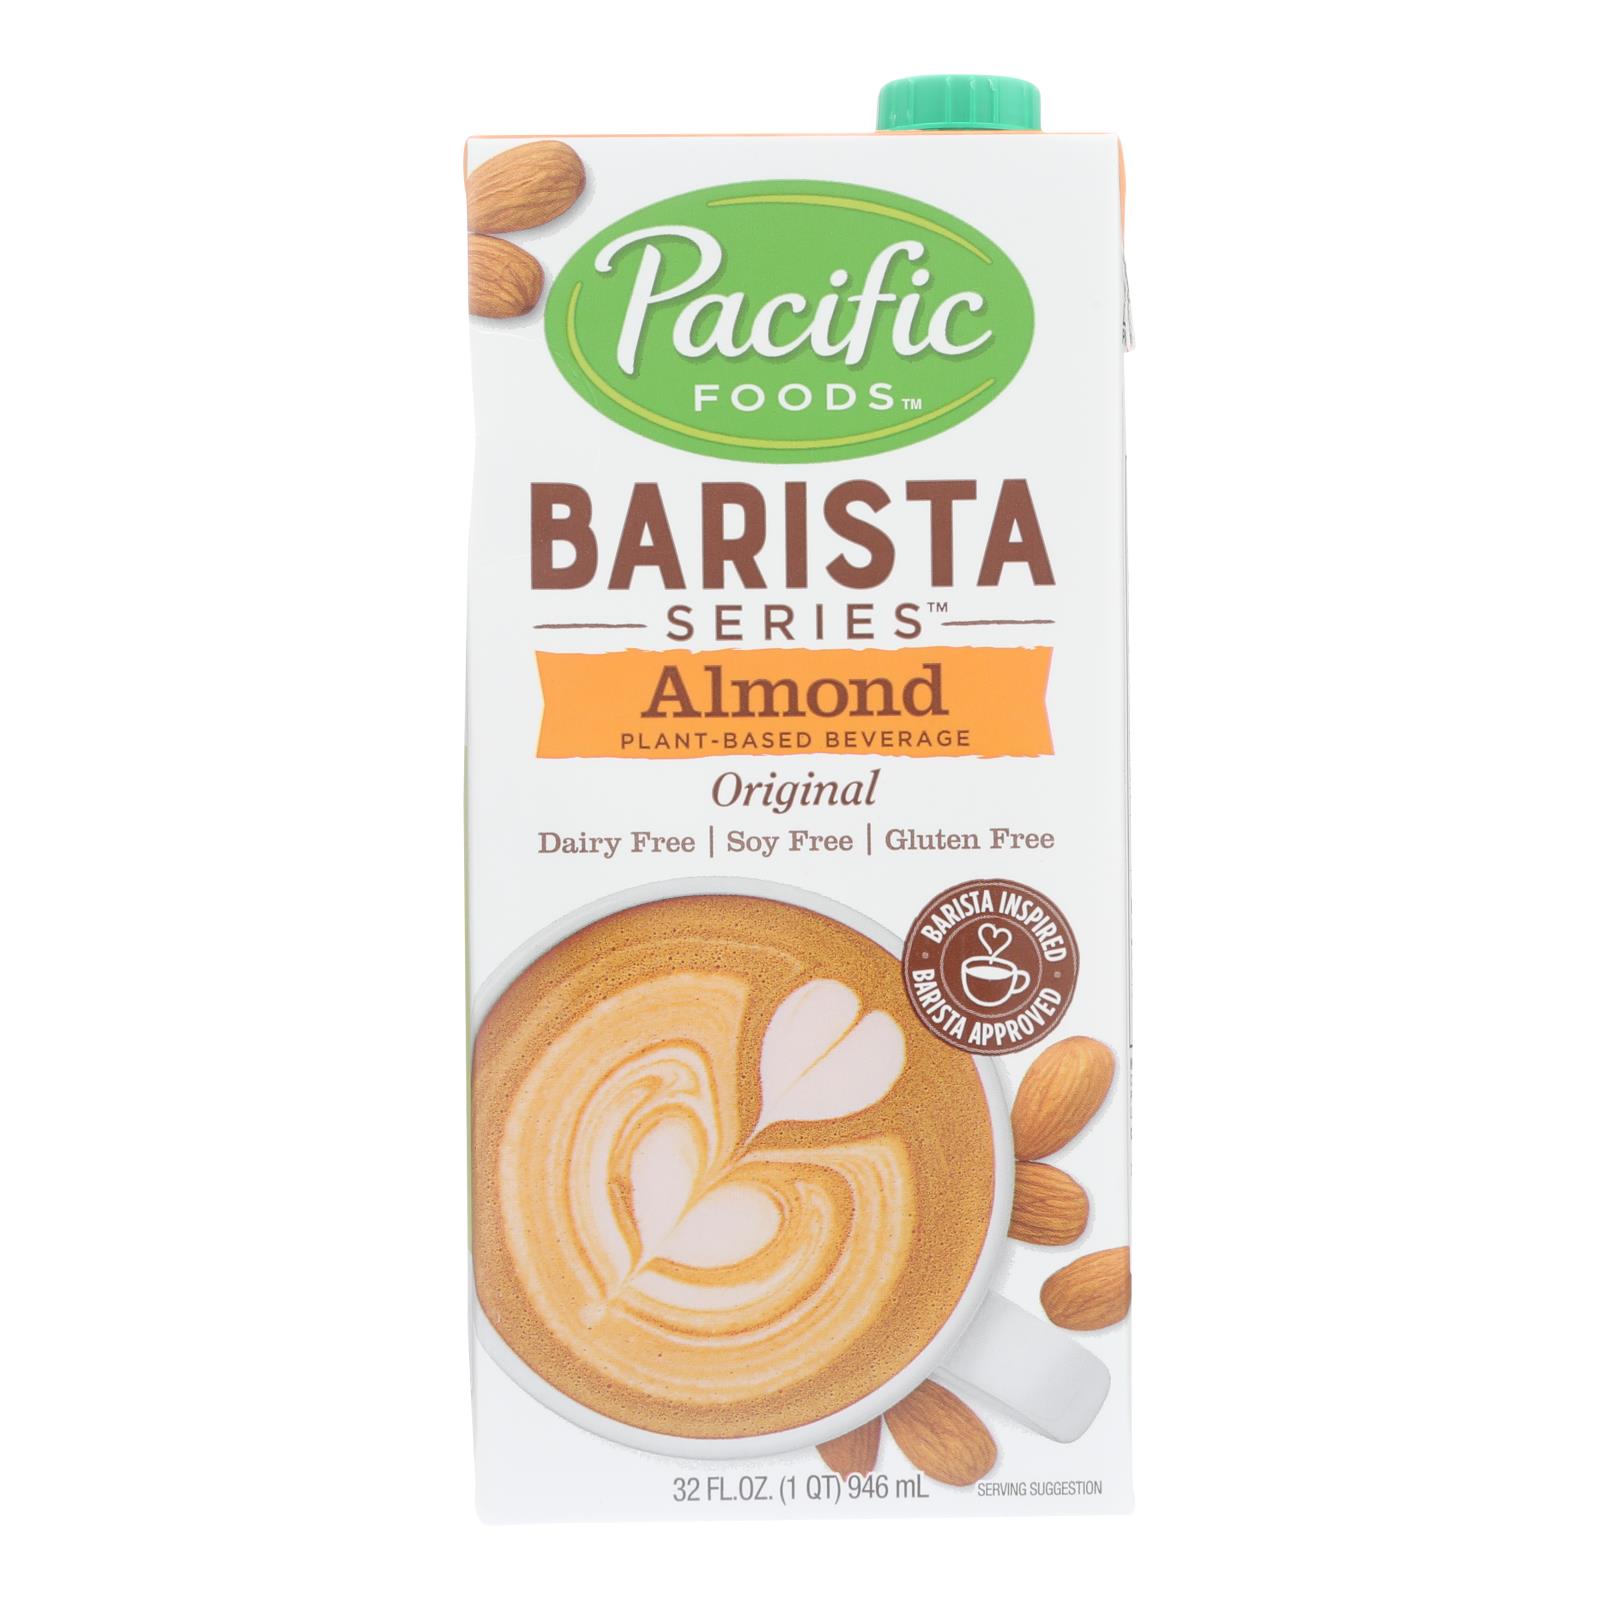 Pacific
FOODS™
BARISTA
SERIES™
Almond
PLANT-BASED BEVERAGE
Original
Dairy Free | Soy Free | Gluten Free
BARISTA INSPIRED
BARISTA APPROVED
32 FL.OZ. (1 QT) 946 mL
SERVING SUGGESTION